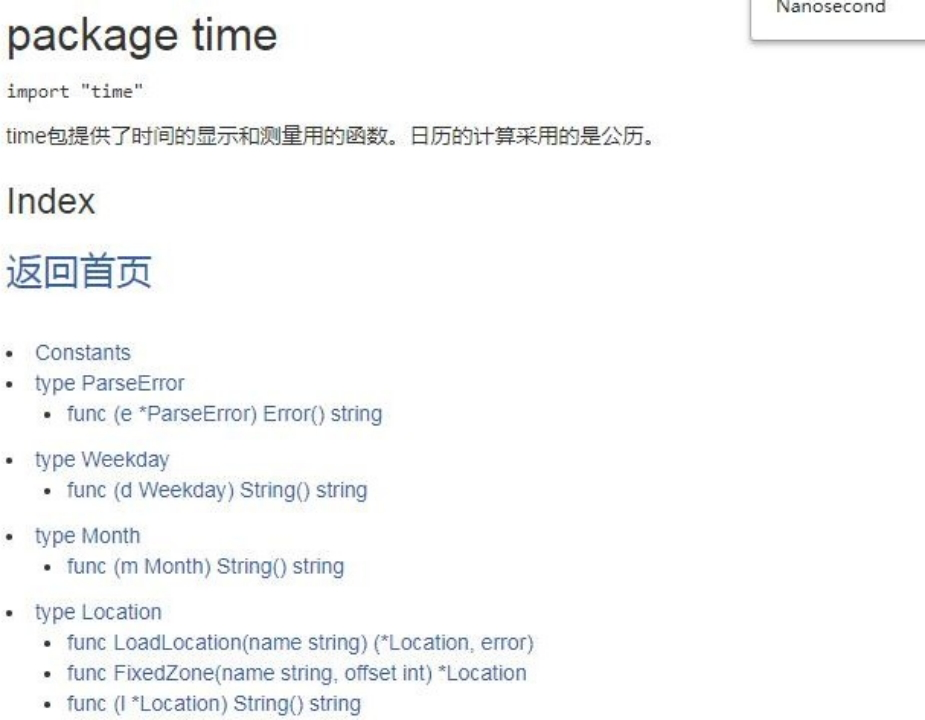 Nanosecond
package time
import "time"
time包提供了时间的显示和测量用的函数。日历的计算采用的是公历。
Index
返回首页
Constants
type ParseError
func (e *ParseError) Error() string
type Weekday
func (d Weekday) String() string
type Month
func (m Month) String() string
type Location
func LoadLocation(name string) (*Location, error)
func FixedZone(name string, offset int) *Location
func (l *Location) String() string